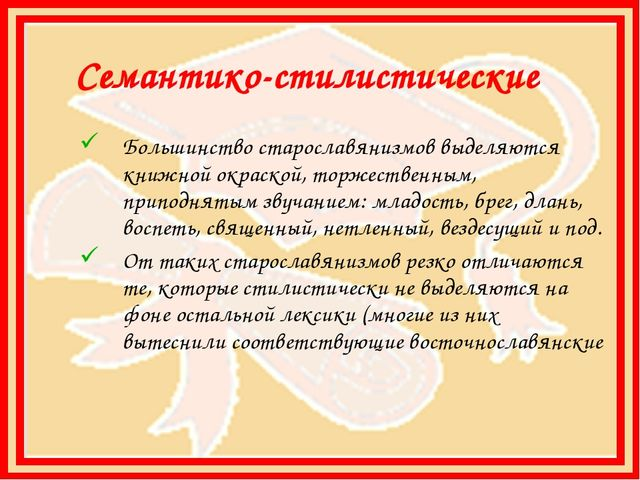 Семантико-стилистические
Большинство старославянизмов выделяются
книжной окраской, торжественным,
приподнятым звучанием: младость, брег, длань,
воспеть, священный, нетленный, вездесущий и под.
От таких старославянизмов резко отличаются
те, которые стилистически не выделяются на
фоне остальной лексики (многие из них
вытеснили соответствующие восточнославянские